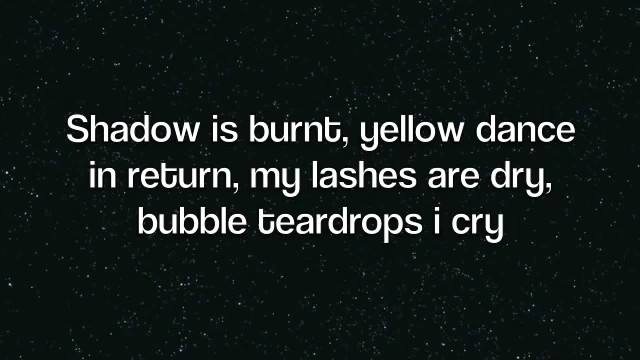 Shadow is burnt, yellow dance
in return, my lashes are dry,
bubble teardrops i cry